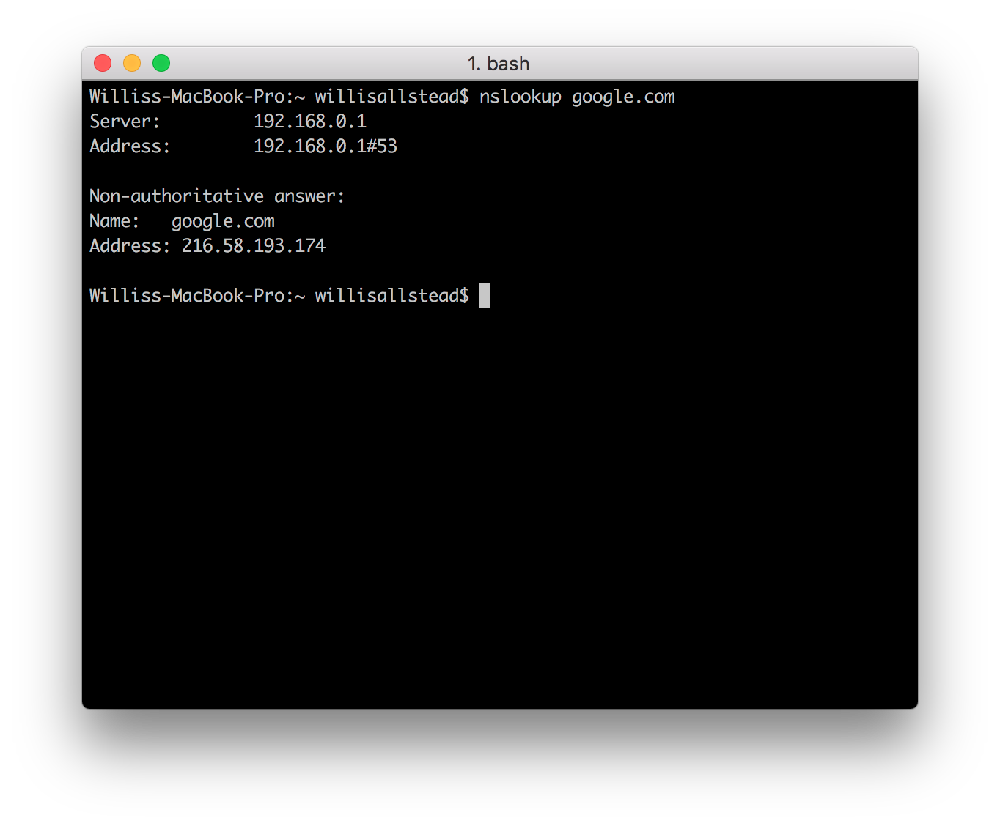 1. bash
Williss-MacBook-Pro:~ willisallstead$ nslookup google.com
Server:         192.168.0.1
Address:        192.168.0.1#53
Non-authoritative answer:
Name:   google.com
Address: 216.58.193.174
Williss-MacBook-Pro:~ willisallstead$